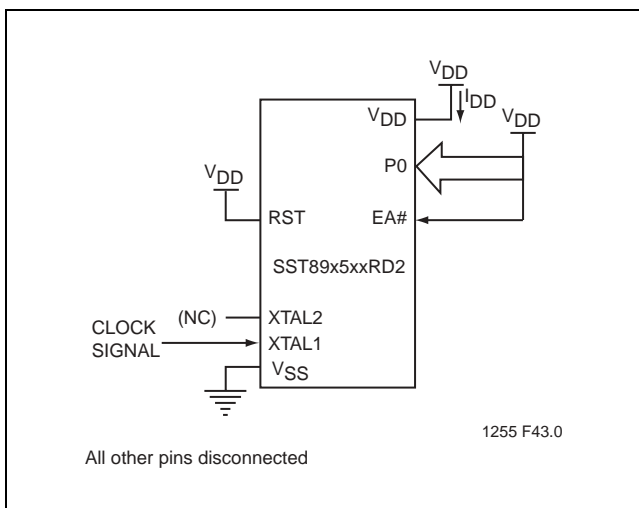 VDD
IDD
VDD
VDD
P0
VDD
RST
EA#
SST89x5xxRD2
(NC)
XTAL2
CLOCK
SIGNAL
XTAL1
VSS
1255 F43.0
All other pins disconnected